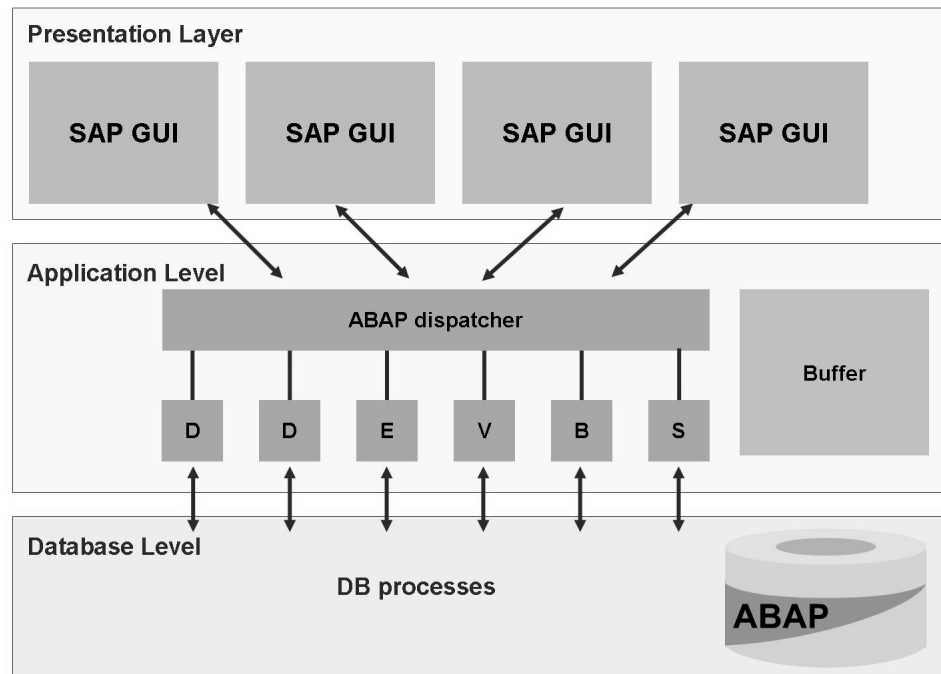 Presentation Layer
SAP GUI
SAP GUI
SAP GUI
SAP GUI
Application Level
ABAP dispatcher
Buffer
D
D
E
V
B
S
Database Level
DB processes
ABAP